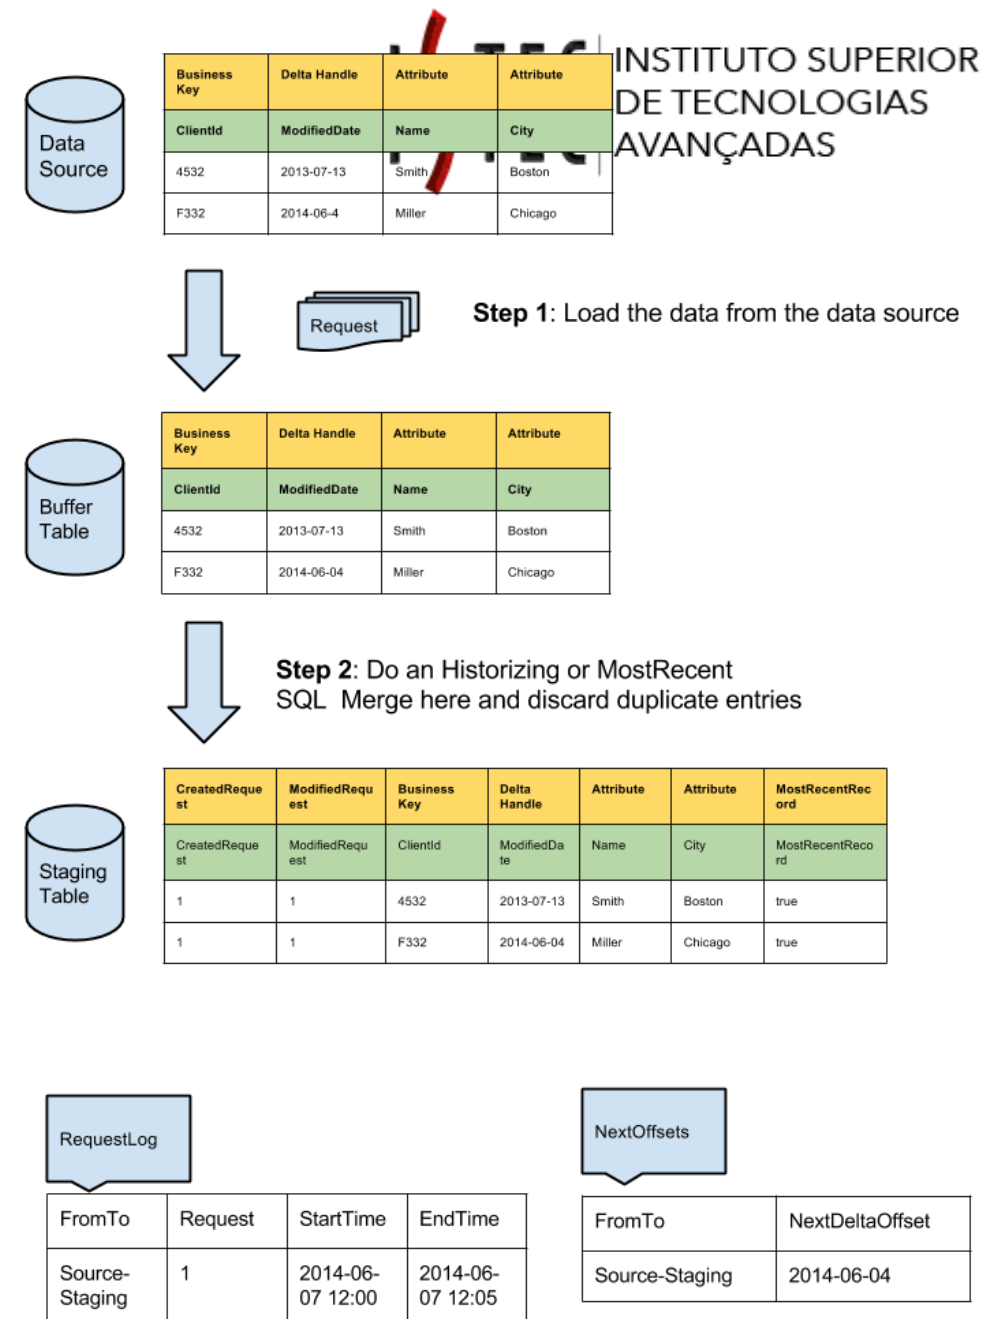 INSTITUTO SUPERIOR
DE TECNOLOGIAS
AVANÇADAS
Data
Source
Business
Key
Delta Handle
Attribute
Attribute
ClientId
ModifiedDate
Name
City
4532
2013-07-13
Smith
Boston
F332
2014-06-4
Miller
Chicago
Request
Step 1: Load the data from the data source
Buffer
Table
Business
Key
Delta Handle
Attribute
Attribute
ClientId
ModifiedDate
Name
City
4532
2013-07-13
Smith
Boston
F332
2014-06-04
Miller
Chicago
Step 2: Do an Historizing or MostRecent
SQL Merge here and discard duplicate entries
Staging
Table
CreatedReque
st
ModifiedRequ
est
Business
Key
Delta
Handle
Attribute
Attribute
MostRecentRec
ord
CreatedReque
st
ModifiedRequ
est
ClientId
ModifiedDa
te
Name
City
MostRecentReco
rd
1
1
4532
2013-07-13
Smith
Boston
true
1
1
F332
2014-06-04
Miller
Chicago
true
RequestLog
FromTo
Request
StartTime
EndTime
Source-
Staging
1
2014-06-
07 12:00
2014-06-
07 12:05
NextOffsets
FromTo
NextDeltaOffset
Source-Staging
2014-06-04